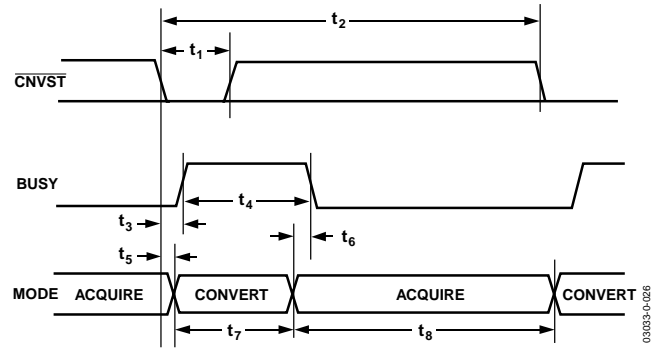 t2
t1
CNVST
BUSY
t4
t3
t6
t5
MODE ACQUIRE CONVERT ACQUIRE CONVERT
t7 t8
03033-0-026